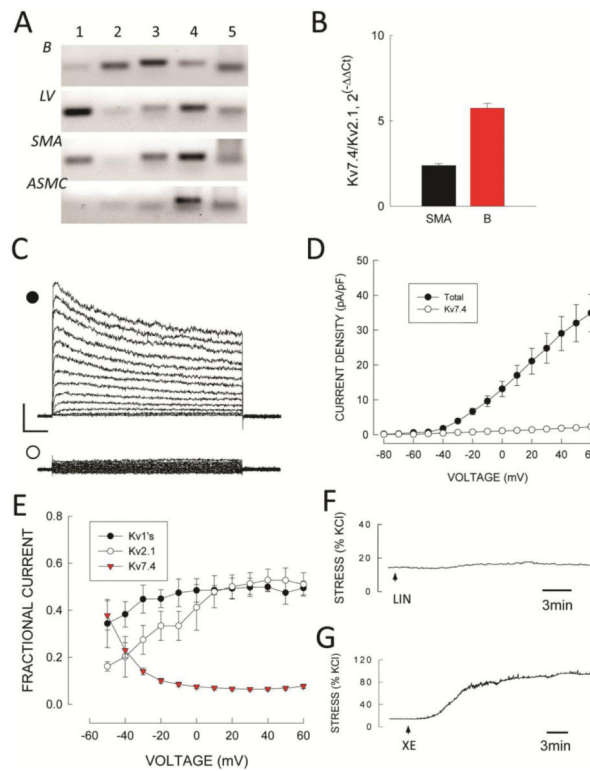 A
1 2 3 4 5
B
LV
SMA
ASMC
B
Kv7.4/Kv2.1, 2(-ΔΔCt)
10
5
0
SMA B
C
D
CURRENT DENSITY (pA/pF)
50
40
30
20
10
0
Total
Kv7.4
-80 -60 -40 -20 0 20 40 60
VOLTAGE (mV)
E
FRACTIONAL CURRENT
0.6
0.4
0.2
0.0
Kv1's
Kv2.1
Kv7.4
-60 -40 -20 0 20 40 60
VOLTAGE (mV)
F
STRESS (% KCl)
40
20
0
LIN
3min
G
STRESS (% KCl)
120
80
40
0
XE
3min